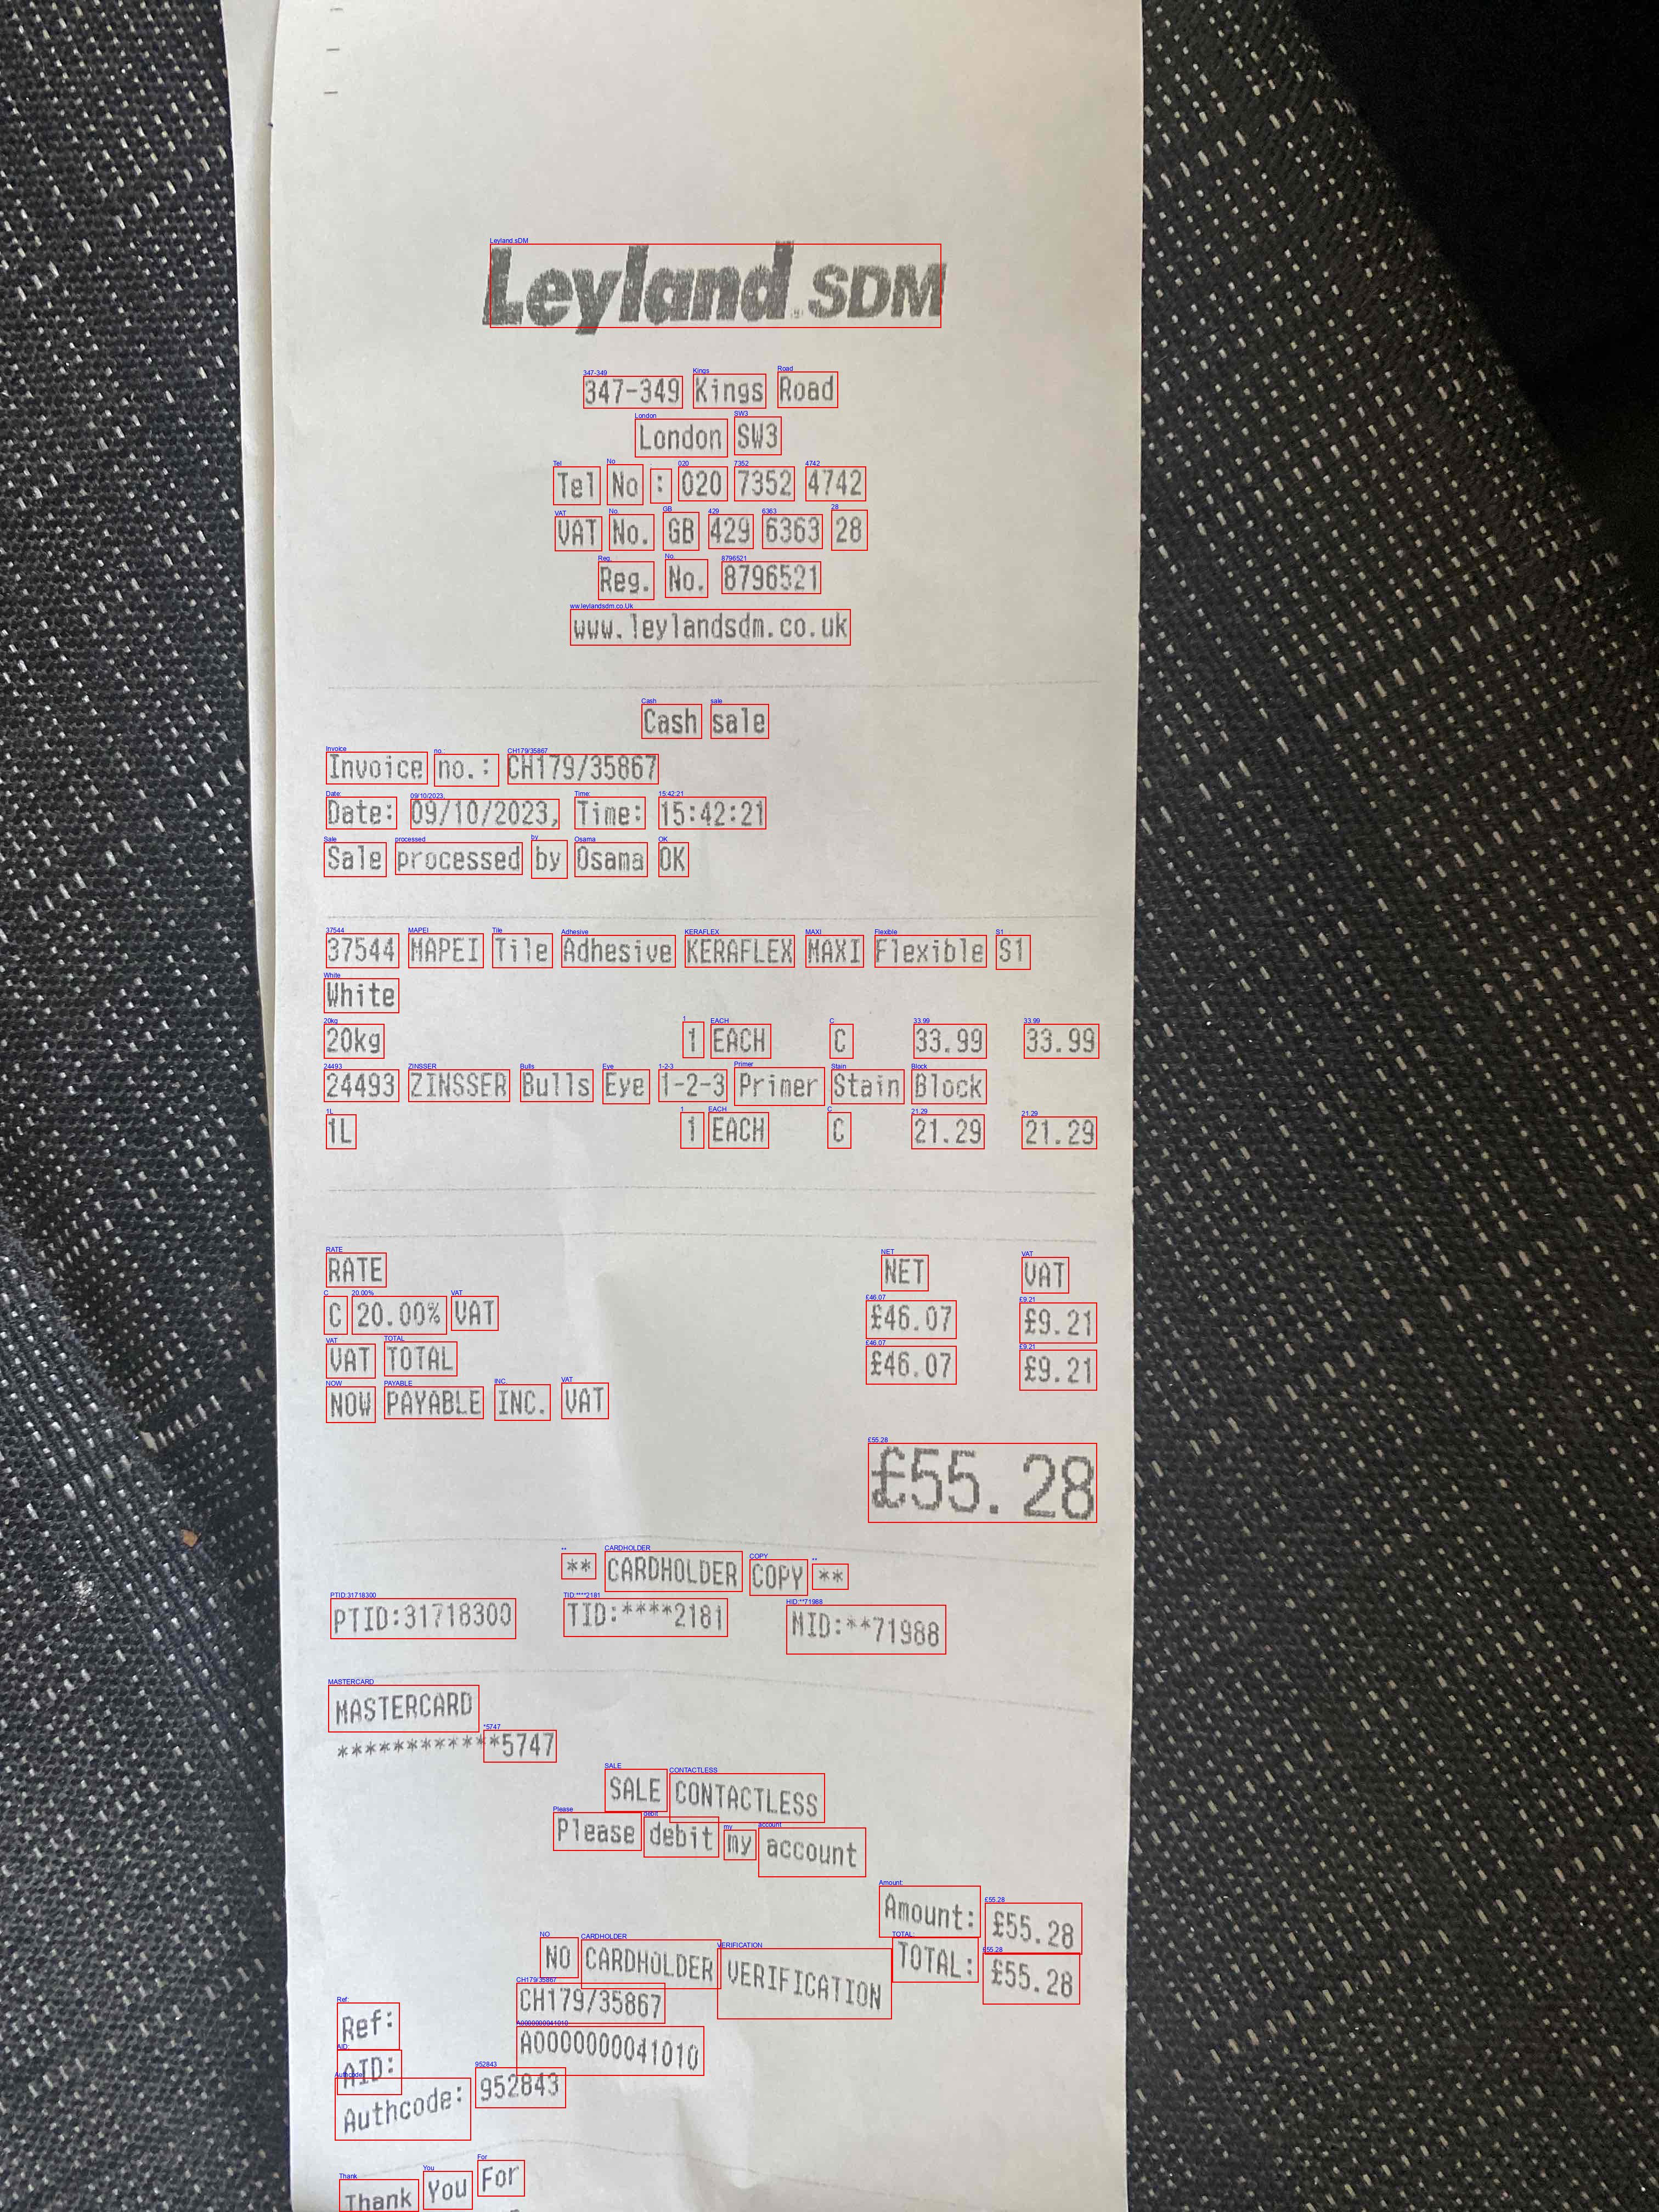 Leyland SDM
347-349 Kings Road
London SW3
Tel No : 020 7352 4742
VAT No. GB 429 6363 28
Reg. No. 8796521
www.leylandsdm.co.uk
Cash sale
Invoice no.: CH179/35867
Date: 09/10/2023, Time: 15:42:21
Sale processed by Osama OK
37544 MAPEI Tile Adhesive KERAFLEX MAXI Flexible S1
White
20kg 1 EACH C 33.99 33.99
24493 ZINSSER Bulls Eye 1-2-3 Primer Stain Block
1L 1 EACH C 21.29 21.29
RATE NET VAT
C 20.00% VAT £46.07 £9.21
VAT TOTAL £46.07 £9.21
NOW PAYABLE INC. VAT
£55.28
** CARDHOLDER COPY **
PTID:31718300 TID:****2181 MID:**71988
MASTERCARD
************5747
SALE CONTACTLESS
Please debit my account
Amount: £55.28
TOTAL: £55.28
NO CARDHOLDER VERIFICATION
Ref: CH179/35867
AID: A0000000041010
Authcode: 952843
Thank You For